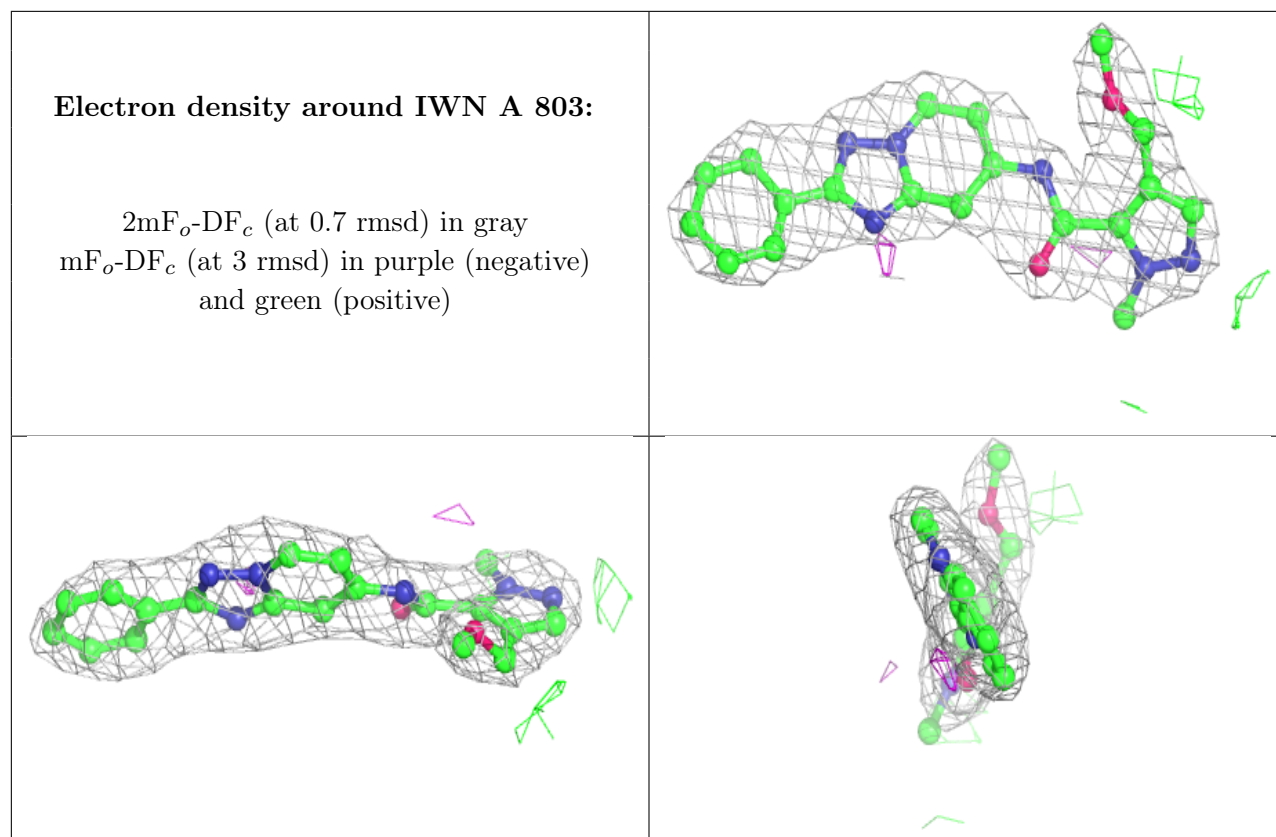 Electron density around IWN A 803:
2mFo-DFc (at 0.7 rmsd) in gray
mFo-DFc (at 3 rmsd) in purple (negative)
and green (positive)